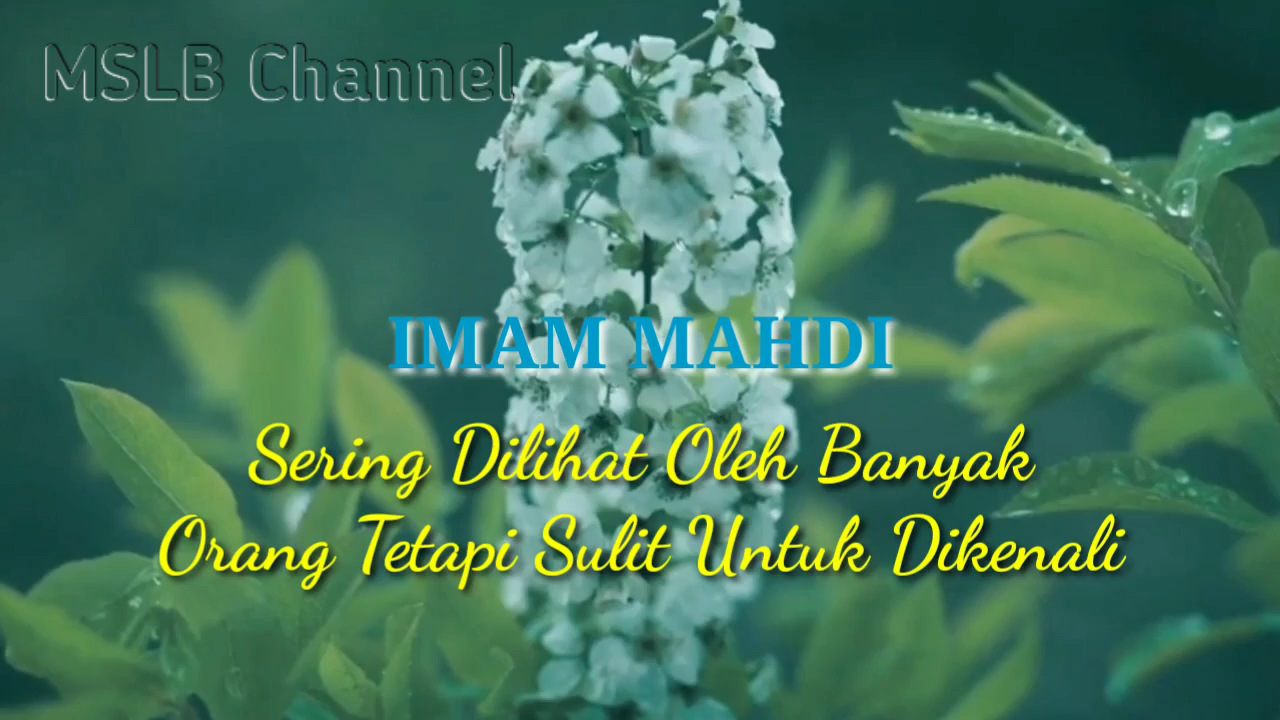 MSLB Channel
IMAM MAHDI
Sering Dilihat Oleh Banyak
Orang Tetapi Sulit Untuk Dikenali